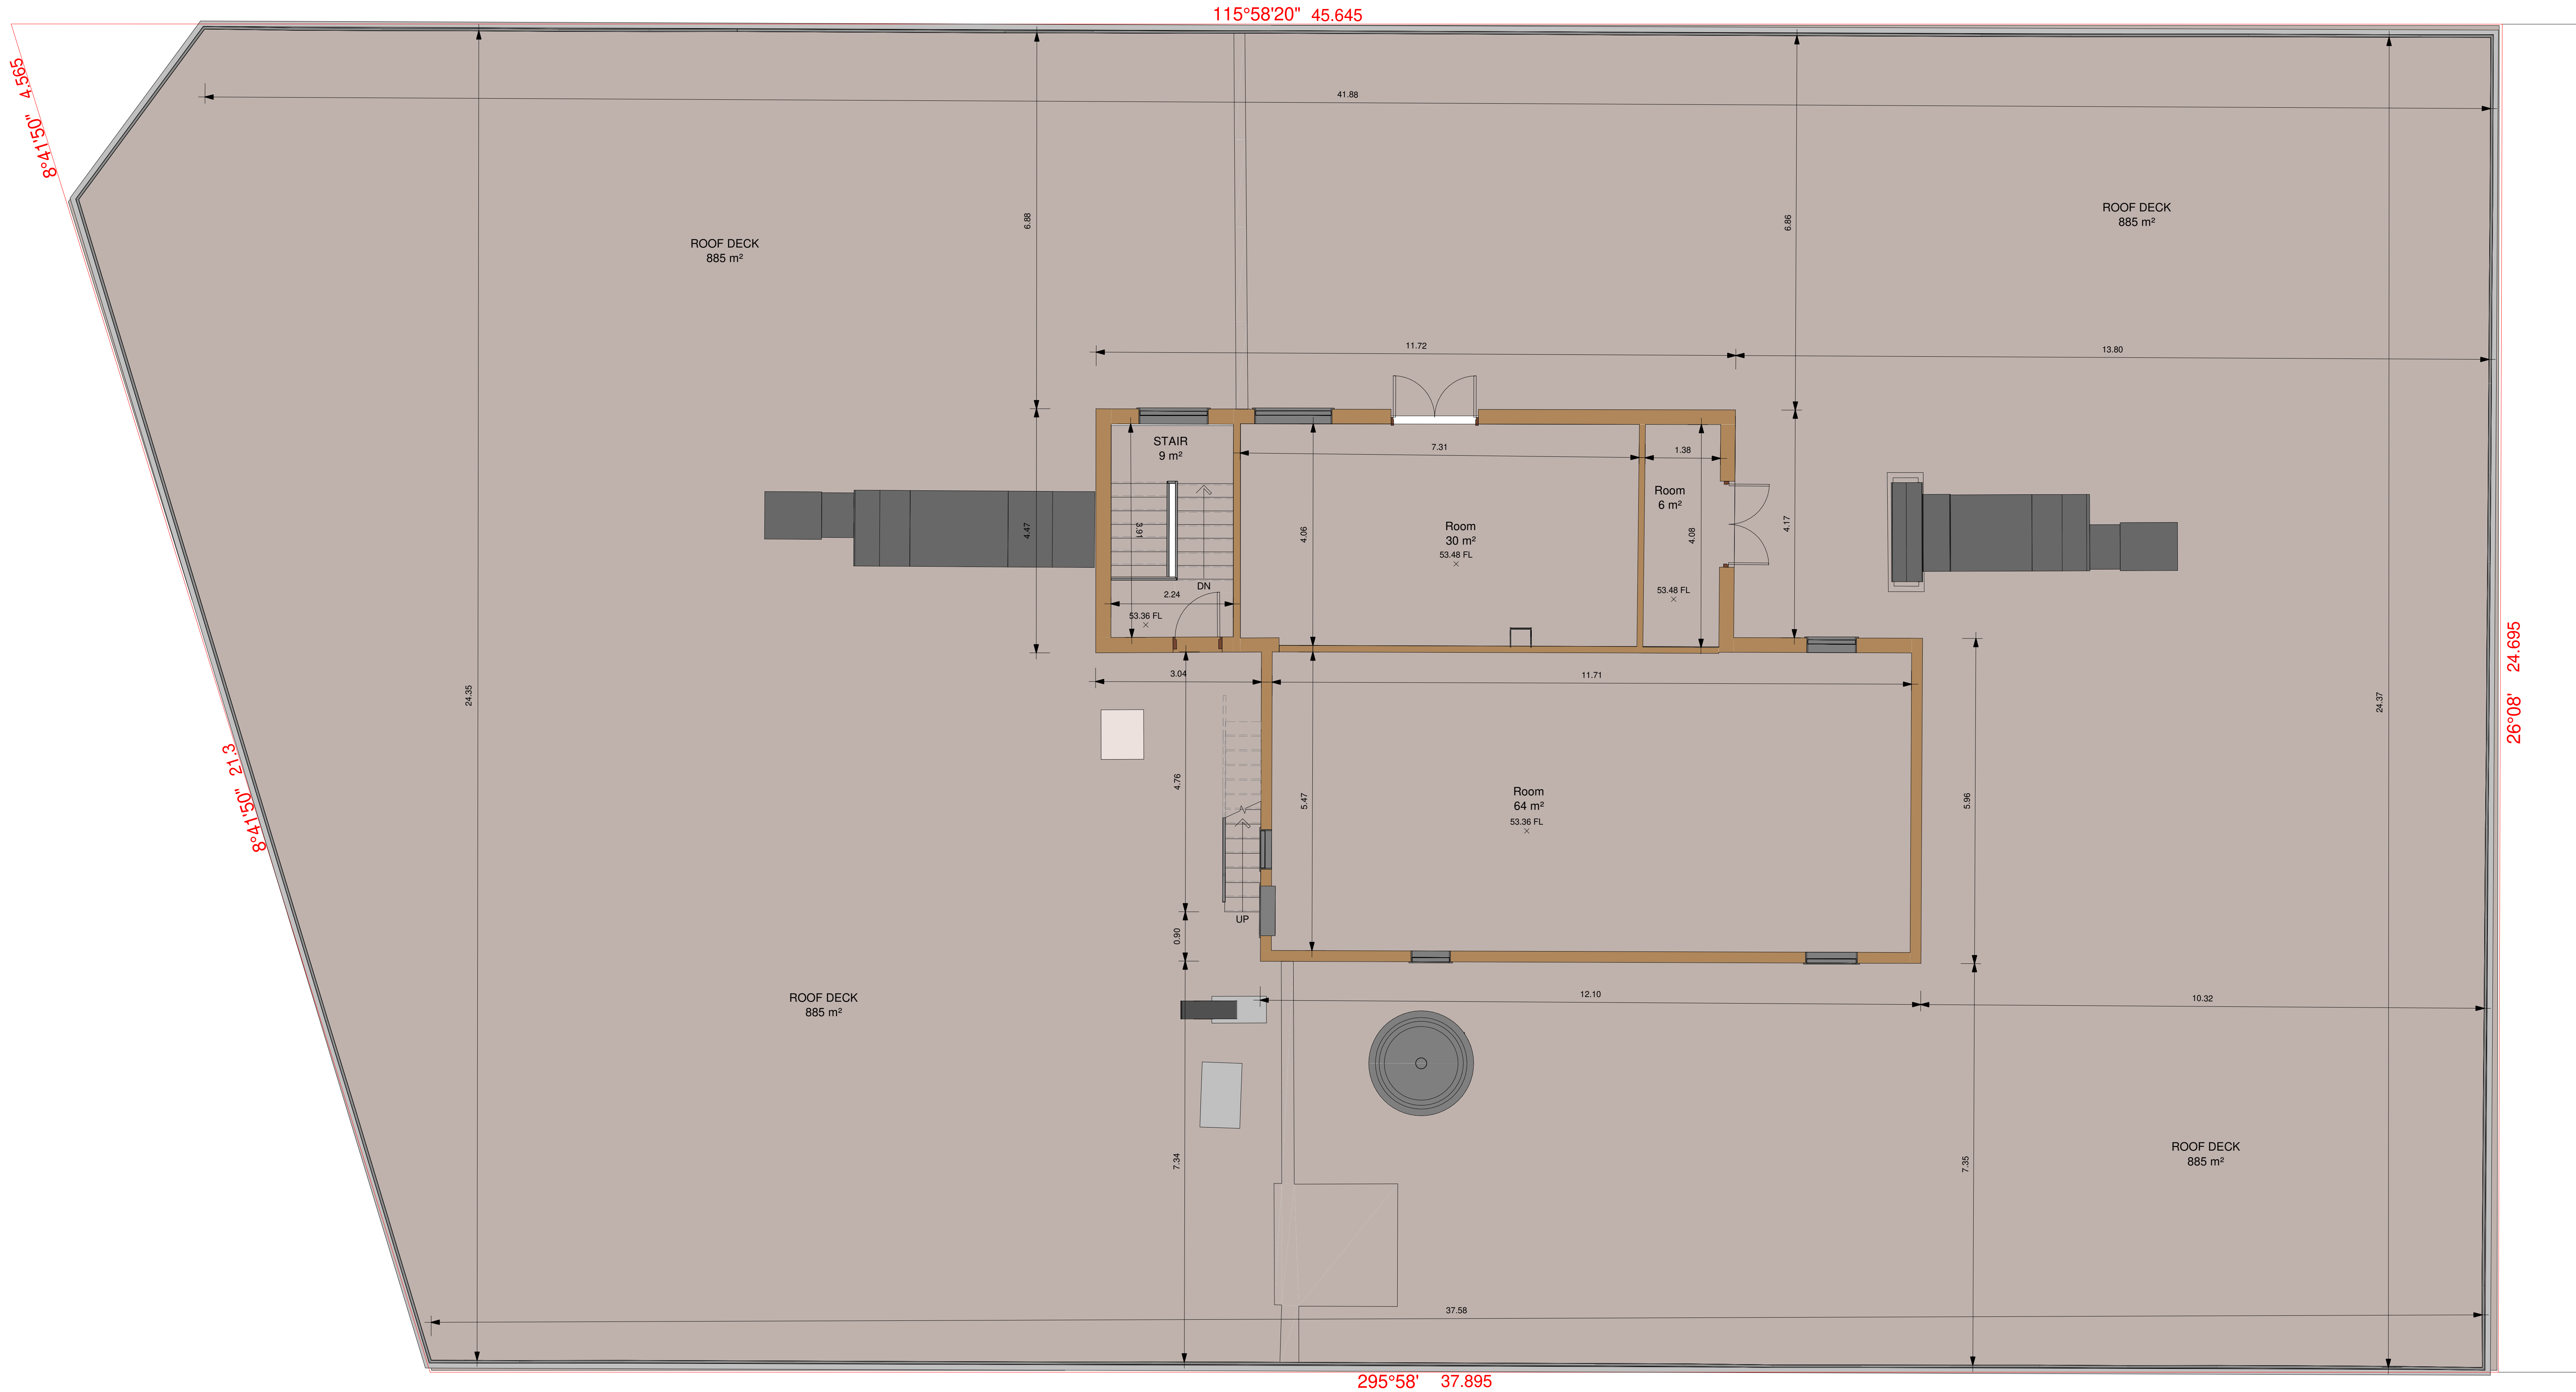 115°58'20" 45.645
8°41'50" 4.565
41.88
6.88
6.86
ROOF DECK
885 m²
ROOF DECK
885 m²
11.72
13.80
STAIR
9 m²
7.31
1.38
Room
6 m²
3.91
4.47
4.06
Room
30 m²
53.48 FL
4.08
4.17
DN
2.24
53.48 FL
53.36 FL
3.04
11.71
24.35
24.37
26°08' 24.695
8°41'50" 21.3
4.76
5.47
Room
64 m²
53.36 FL
5.96
UP
0.90
ROOF DECK
885 m²
12.10
10.32
7.34
7.35
ROOF DECK
885 m²
37.58
295°58' 37.895